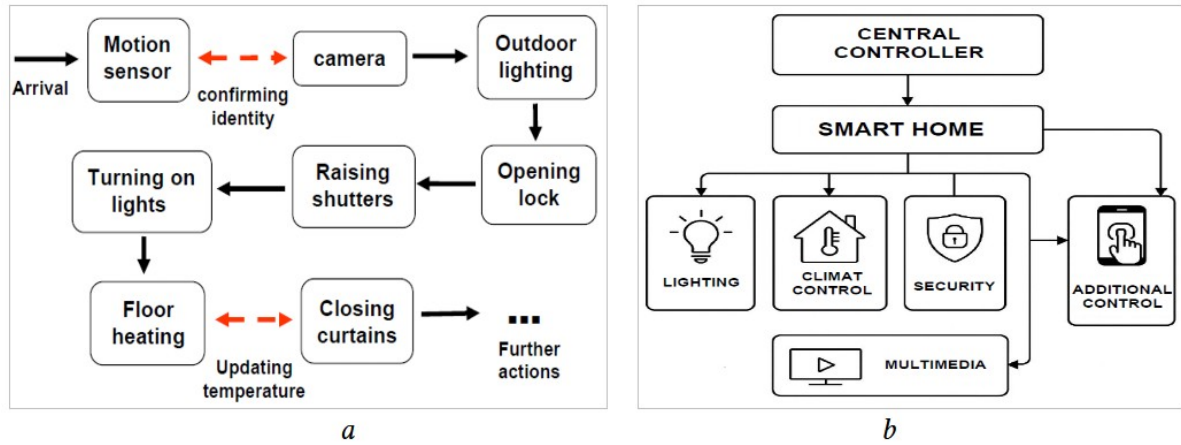 Arrival
Motion
sensor
confirming
identity
camera
Outdoor
lighting
Turning on
lights
Raising
shutters
Opening
lock
Floor
heating
Updating
temperature
Closing
curtains
...
Further
actions
a
CENTRAL
CONTROLLER
SMART HOME
LIGHTING
CLIMAT
CONTROL
SECURITY
ADDITIONAL
CONTROL
MULTIMEDIA
b